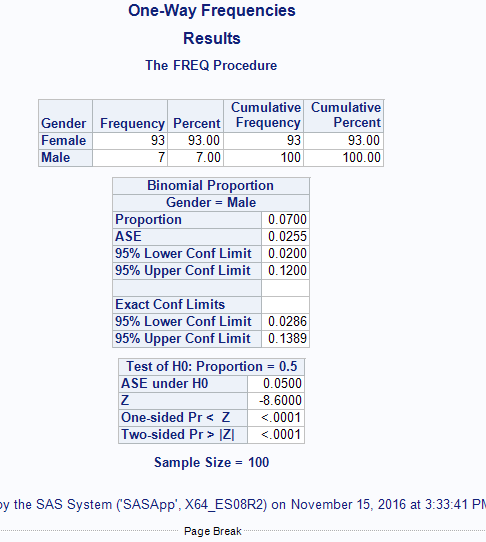 One-Way Frequencies
Results
The FREQ Procedure
Gender Frequency Percent Cumulative Frequency Cumulative Percent
Female 93 93.00 93 93.00
Male 7 7.00 100 100.00
Binomial Proportion
Gender = Male
Proportion 0.0700
ASE 0.0255
95% Lower Conf Limit 0.0200
95% Upper Conf Limit 0.1200
Exact Conf Limits
95% Lower Conf Limit 0.0286
95% Upper Conf Limit 0.1389
Test of H0: Proportion = 0.5
ASE under H0 0.0500
Z -8.6000
One-sided Pr < Z <.0001
Two-sided Pr > |Z| <.0001
Sample Size = 100
by the SAS System ('SASApp', X64_ES08R2) on November 15, 2016 at 3:33:41 PM
Page Break